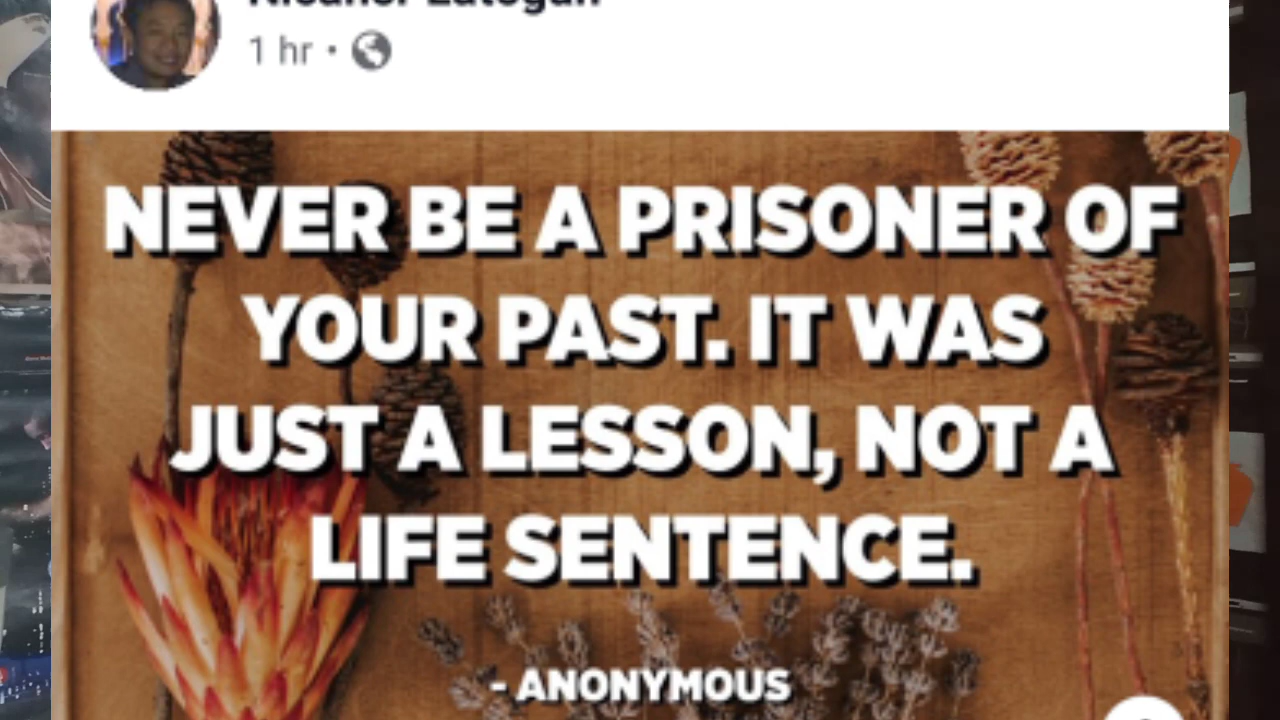 1 hr •
NEVER BE A PRISONER OF
YOUR PAST. IT WAS
JUST A LESSON, NOT A
LIFE SENTENCE.
- ANONYMOUS